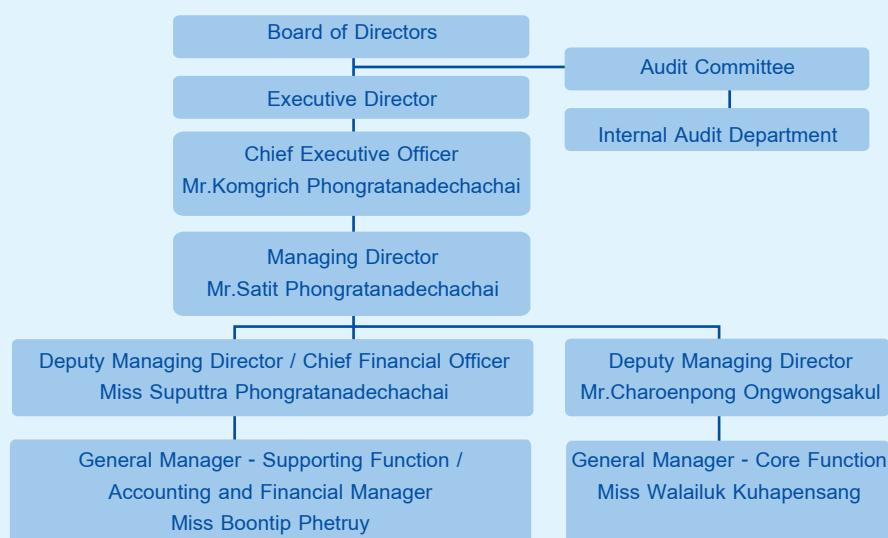 Board of Directors
Audit Committee
Executive Director
Internal Audit Department
Chief Executive Officer
Mr.Komgrich Phongratanadechachai
Managing Director
Mr.Satit Phongratanadechachai
Deputy Managing Director / Chief Financial Officer
Miss Suputtra Phongratanadechachai
Deputy Managing Director
Mr.Charoenpong Ongwongsakul
General Manager - Supporting Function /
Accounting and Financial Manager
Miss Boontip Phetruy
General Manager - Core Function
Miss Walailuk Kuhapensang